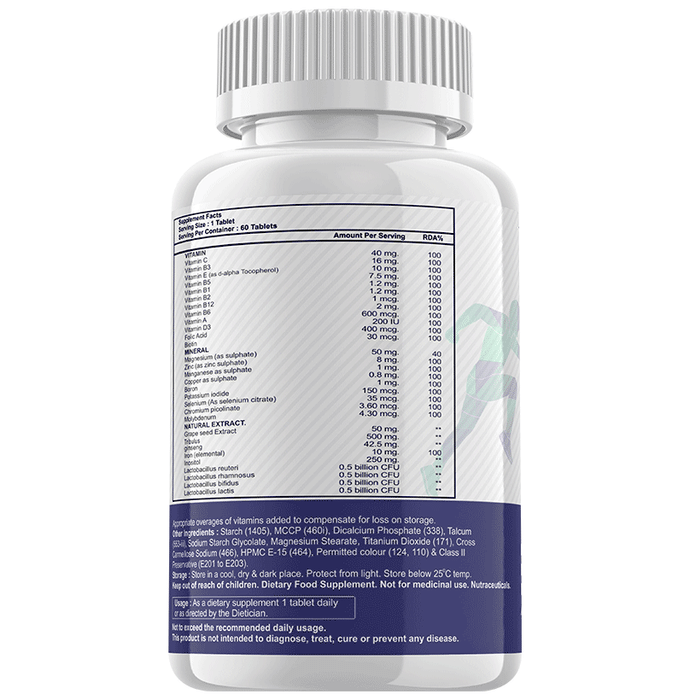 Supplement Facts
Serving Size : 1 Tablet
Serving Per Container : 60 Tablets
Amount Per Serving RDA%
VITAMIN
Vitamin C 40 mg. 100
Vitamin B3 16 mg. 100
Vitamin E (as d-alpha Tocopherol) 10 mg. 100
Vitamin B5 7.5 mg. 100
Vitamin B1 1.2 mg. 100
Vitamin B2 1.2 mg. 100
Vitamin B12 1 mcg. 100
Vitamin B6 2 mg. 100
Vitamin A 600 mcg. 100
Vitamin D3 200 IU 100
Folic Acid 400 mcg. 100
Biotin 30 mcg. 100
MINERAL
Magnesium (as sulphate) 50 mg. 40
Zinc (as zinc sulphate) 8 mg. 100
Manganese as sulphate 1 mg. 100
Copper as sulphate 0.8 mg. 100
Boron 1 mg. 100
Potassium iodide 150 mcg. 100
Selenium (As selenium citrate) 35 mcg. 100
Chromium picolinate 3.60 mcg. 100
Molybdenum 4.30 mcg. 100
NATURAL EXTRACT.
Grape seed Extract 50 mg. **
Tribulus 500 mg. **
ginseng 42.5 mg. **
Iron (elemental) 10 mg. 100
Inositol 250 mg. **
Lactobacillus reuteri 0.5 billion CFU **
Lactobacillus rhamnosus 0.5 billion CFU **
Lactobacillus bifidus 0.5 billion CFU **
Lactobacillus lactis 0.5 billion CFU **
Appropriate overages of vitamins added to compensate for loss on storage.
Other ingredients : Starch (1405), MCCP (460i), Dicalcium Phosphate (338), Talcum
Sodium Starch Glycolate, Magnesium Stearate, Titanium Dioxide (171), Cross
Carmellose Sodium (466), HPMC E-15 (464), Permitted colour (124, 110) & Class II
Preservative (E201 to E203).
Storage : Store in a cool, dry & dark place. Protect from light. Store below 25°C temp.
Keep out of reach of children. Dietary Food Supplement. Not for medicinal use. Nutraceuticals.
Usage : As a dietary supplement 1 tablet daily
or as directed by the Dietician.
Not to exceed the recommended daily usage.
This product is not intended to diagnose, treat, cure or prevent any disease.